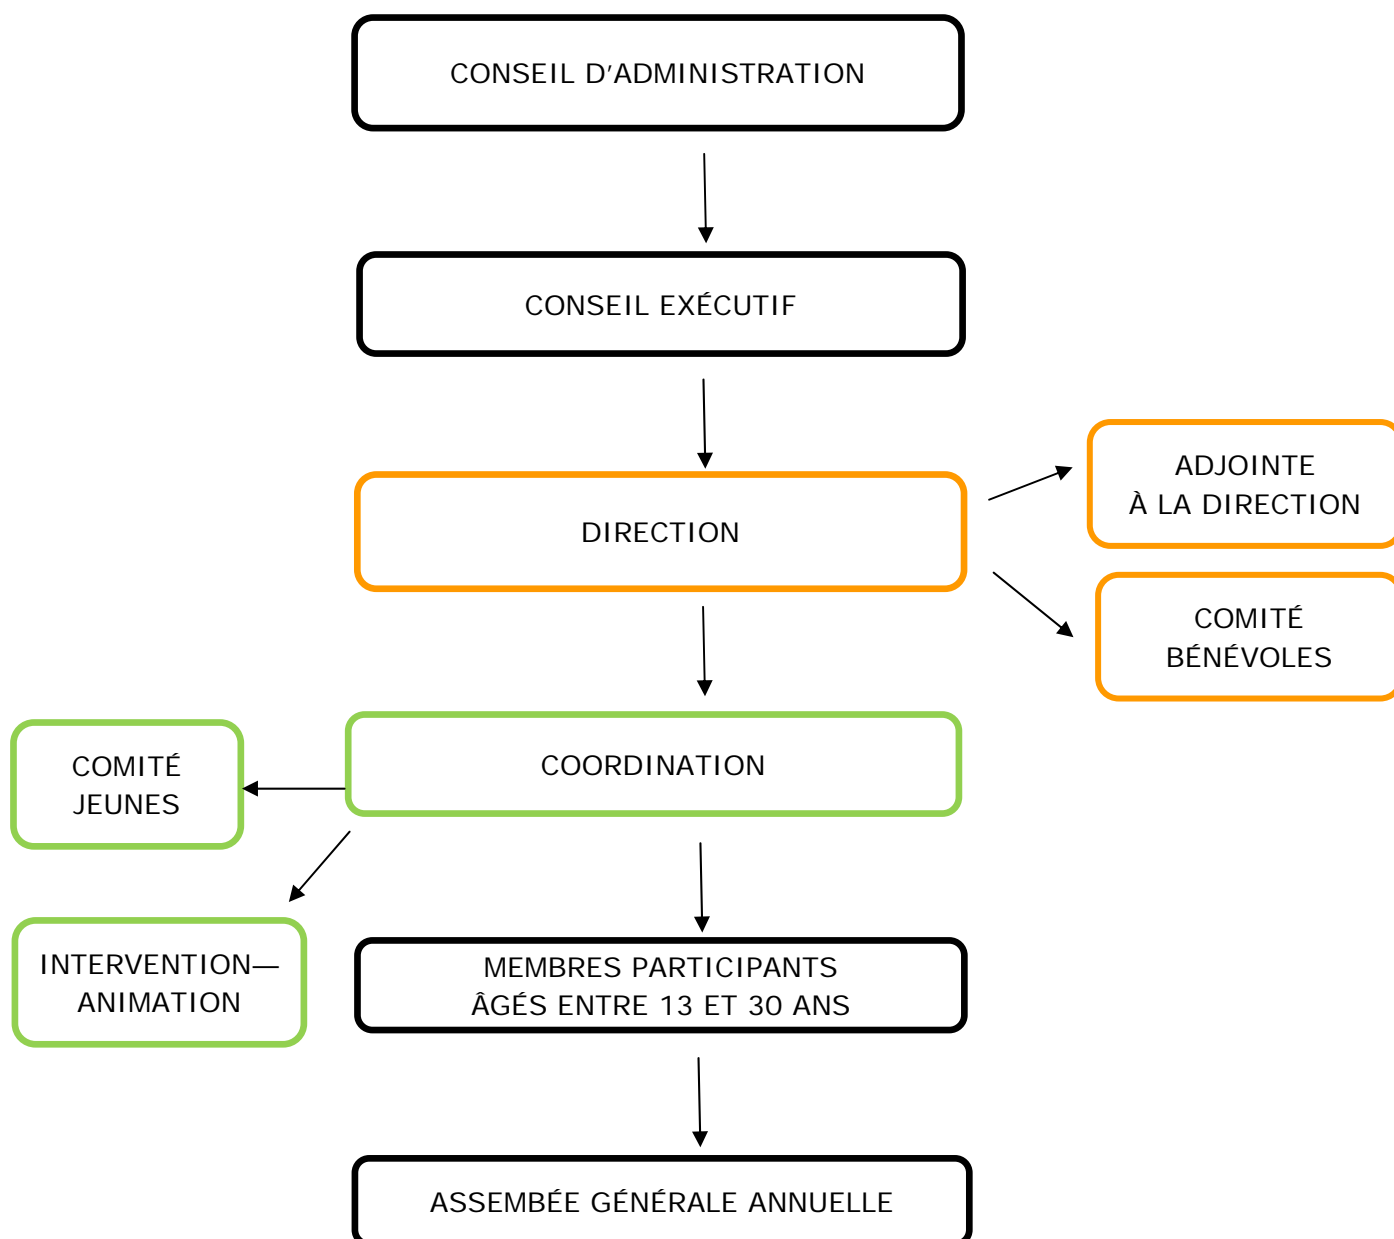 CONSEIL D'ADMINISTRATION
CONSEIL EXÉCUTIF
DIRECTION
ADJOINTE
À LA DIRECTION
COMITÉ
BÉNÉVOLES
COORDINATION
COMITÉ
JEUNES
INTERVENTION—
ANIMATION
MEMBRES PARTICIPANTS
ÂGÉS ENTRE 13 ET 30 ANS
ASSEMBÉE GÉNÉRALE ANNUELLE